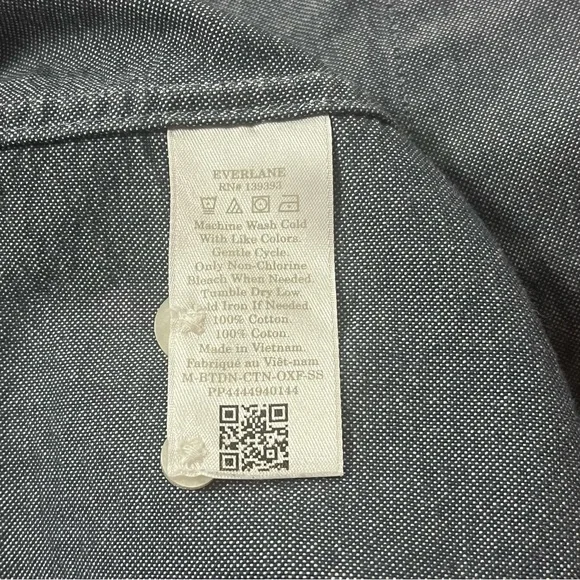 EVERLANE
RN# 139393
Machine Wash Cold
With Like Colors.
Gentle Cycle.
Only Non-Chlorine
Bleach When Needed.
Tumble Dry Low.
Iron If Needed.
100% Cotton.
100% Coton.
Made in Vietnam.
Fabriqué au Viêt-nam
M-BTDN-CTN-OXF-SS
PP4444940144